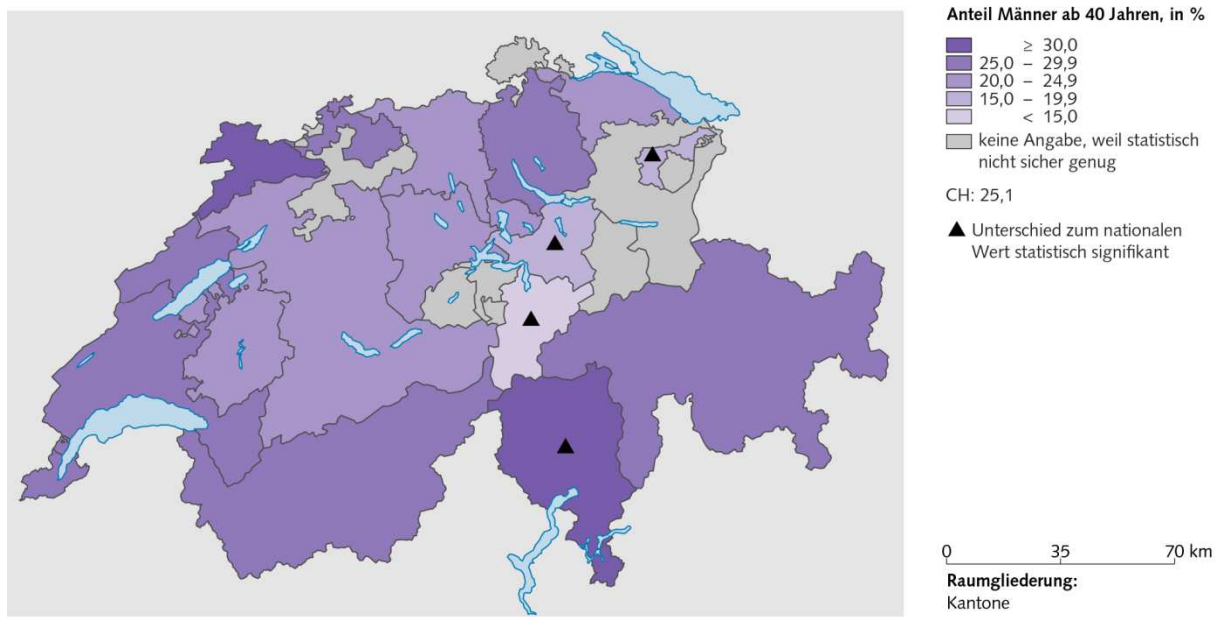 Anteil Männer ab 40 Jahren, in %
≥ 30,0
25,0 – 29,9
20,0 – 24,9
15,0 – 19,9
< 15,0
keine Angabe, weil statistisch
nicht sicher genug
CH: 25,1
Unterschied zum nationalen
Wert statistisch signifikant
0 35 70 km
Raumgliederung:
Kantone